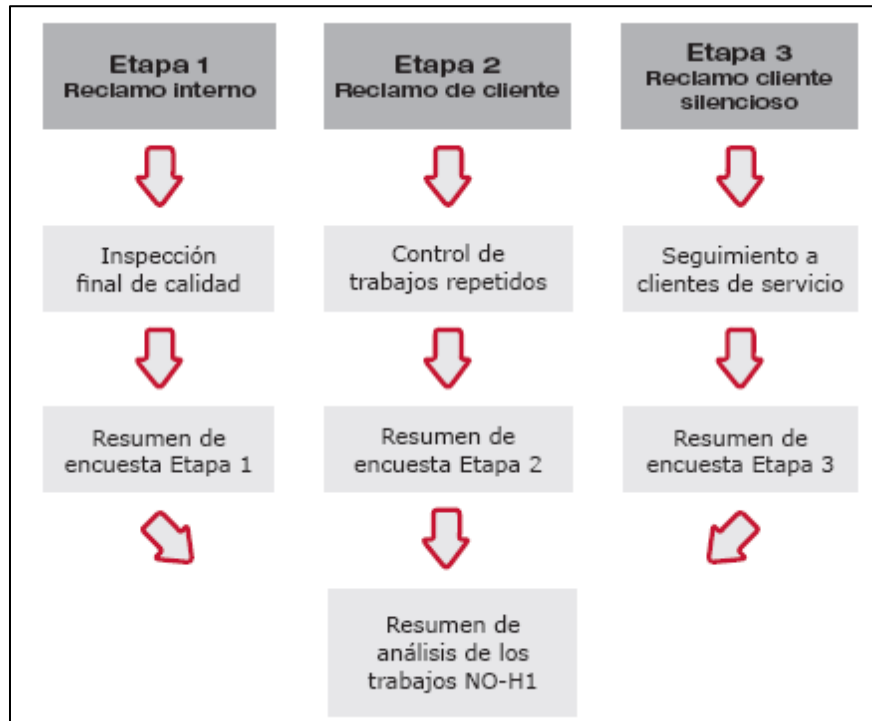 Etapa 1
Reclamo interno
Etapa 2
Reclamo de cliente
Etapa 3
Reclamo cliente
silencioso
Inspección
final de calidad
Control de
trabajos repetidos
Seguimiento a
clientes de servicio
Resumen de
encuesta Etapa 1
Resumen de
encuesta Etapa 2
Resumen de
encuesta Etapa 3
Resumen de
análisis de los
trabajos NO-H1